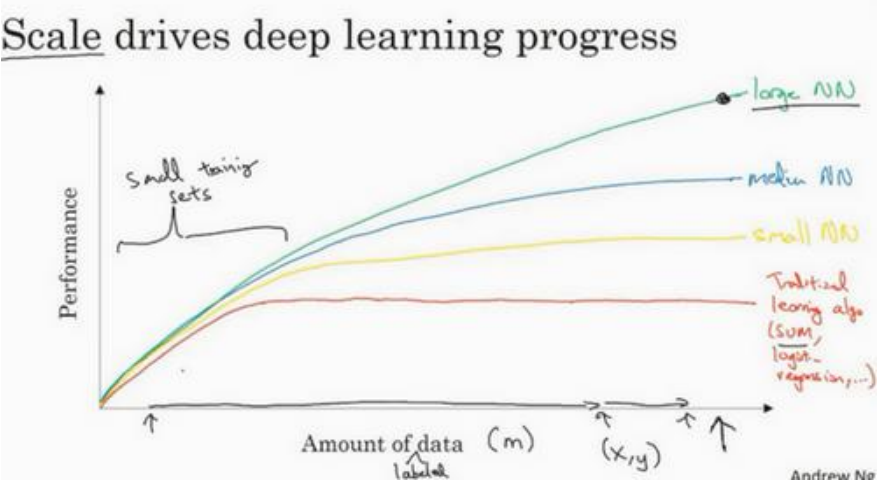 Scale drives deep learning progress
large NN
small training
sets
medium NN
small NN
Traditional
learning algo
(SVM,
logistic
regression,...)
Performance
Amount of data (m)
labeled
(x,y)
Andrew Ng